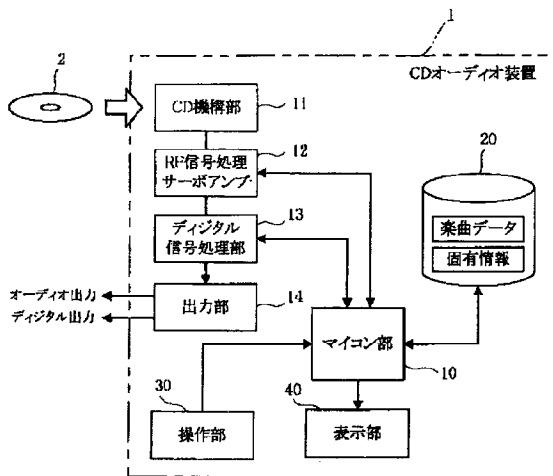 1
2
CDオーディオ装置
CD機構部
11
12
RF信号処理
サーボアンプ
20
13
ディジタル
信号処理部
楽曲データ
固有情報
オーディオ出力
ディジタル出力
出力部
14
マイコン部
10
30
操作部
40
表示部